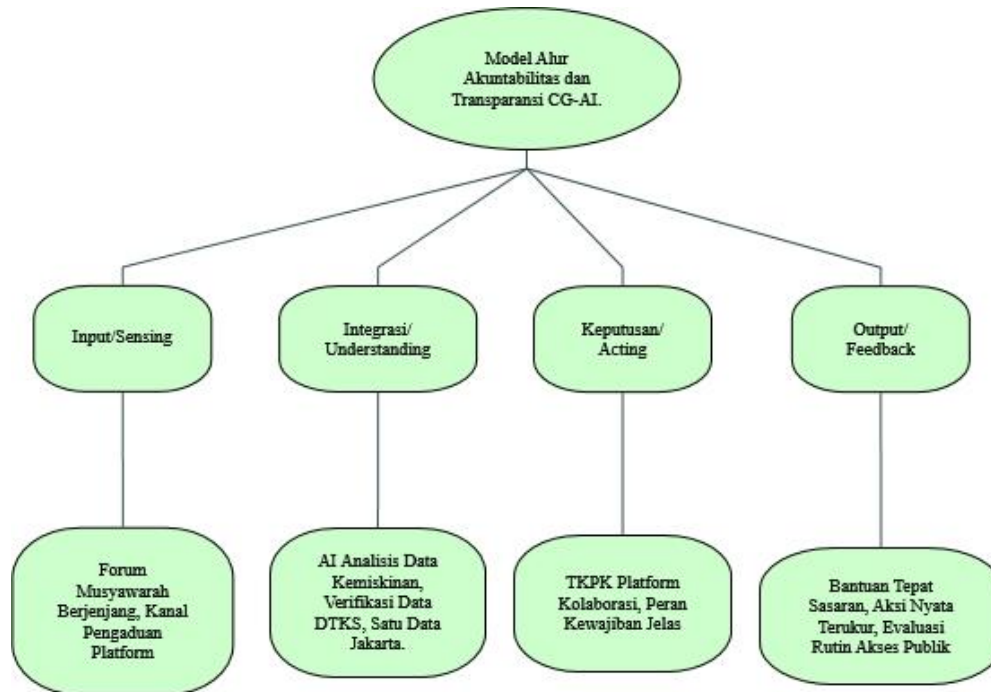 Model Alur
Akuntabilitas dan
Transparansi CG-AI.
Input/Sensing
Integrasi/
Understanding
Keputusan/
Acting
Output/
Feedback
Forum
Musyawarah
Berjenjang, Kanal
Pengaduan
Platform
AI Analisis Data
Kemiskinan,
Verifikasi Data
DTKS, Satu Data
Jakarta.
TKPK Platform
Kolaborasi, Peran
Kewajiban Jelas
Bantuan Tepat
Sasaran, Aksi Nyata
Terukur, Evaluasi
Rutin Akses Publik